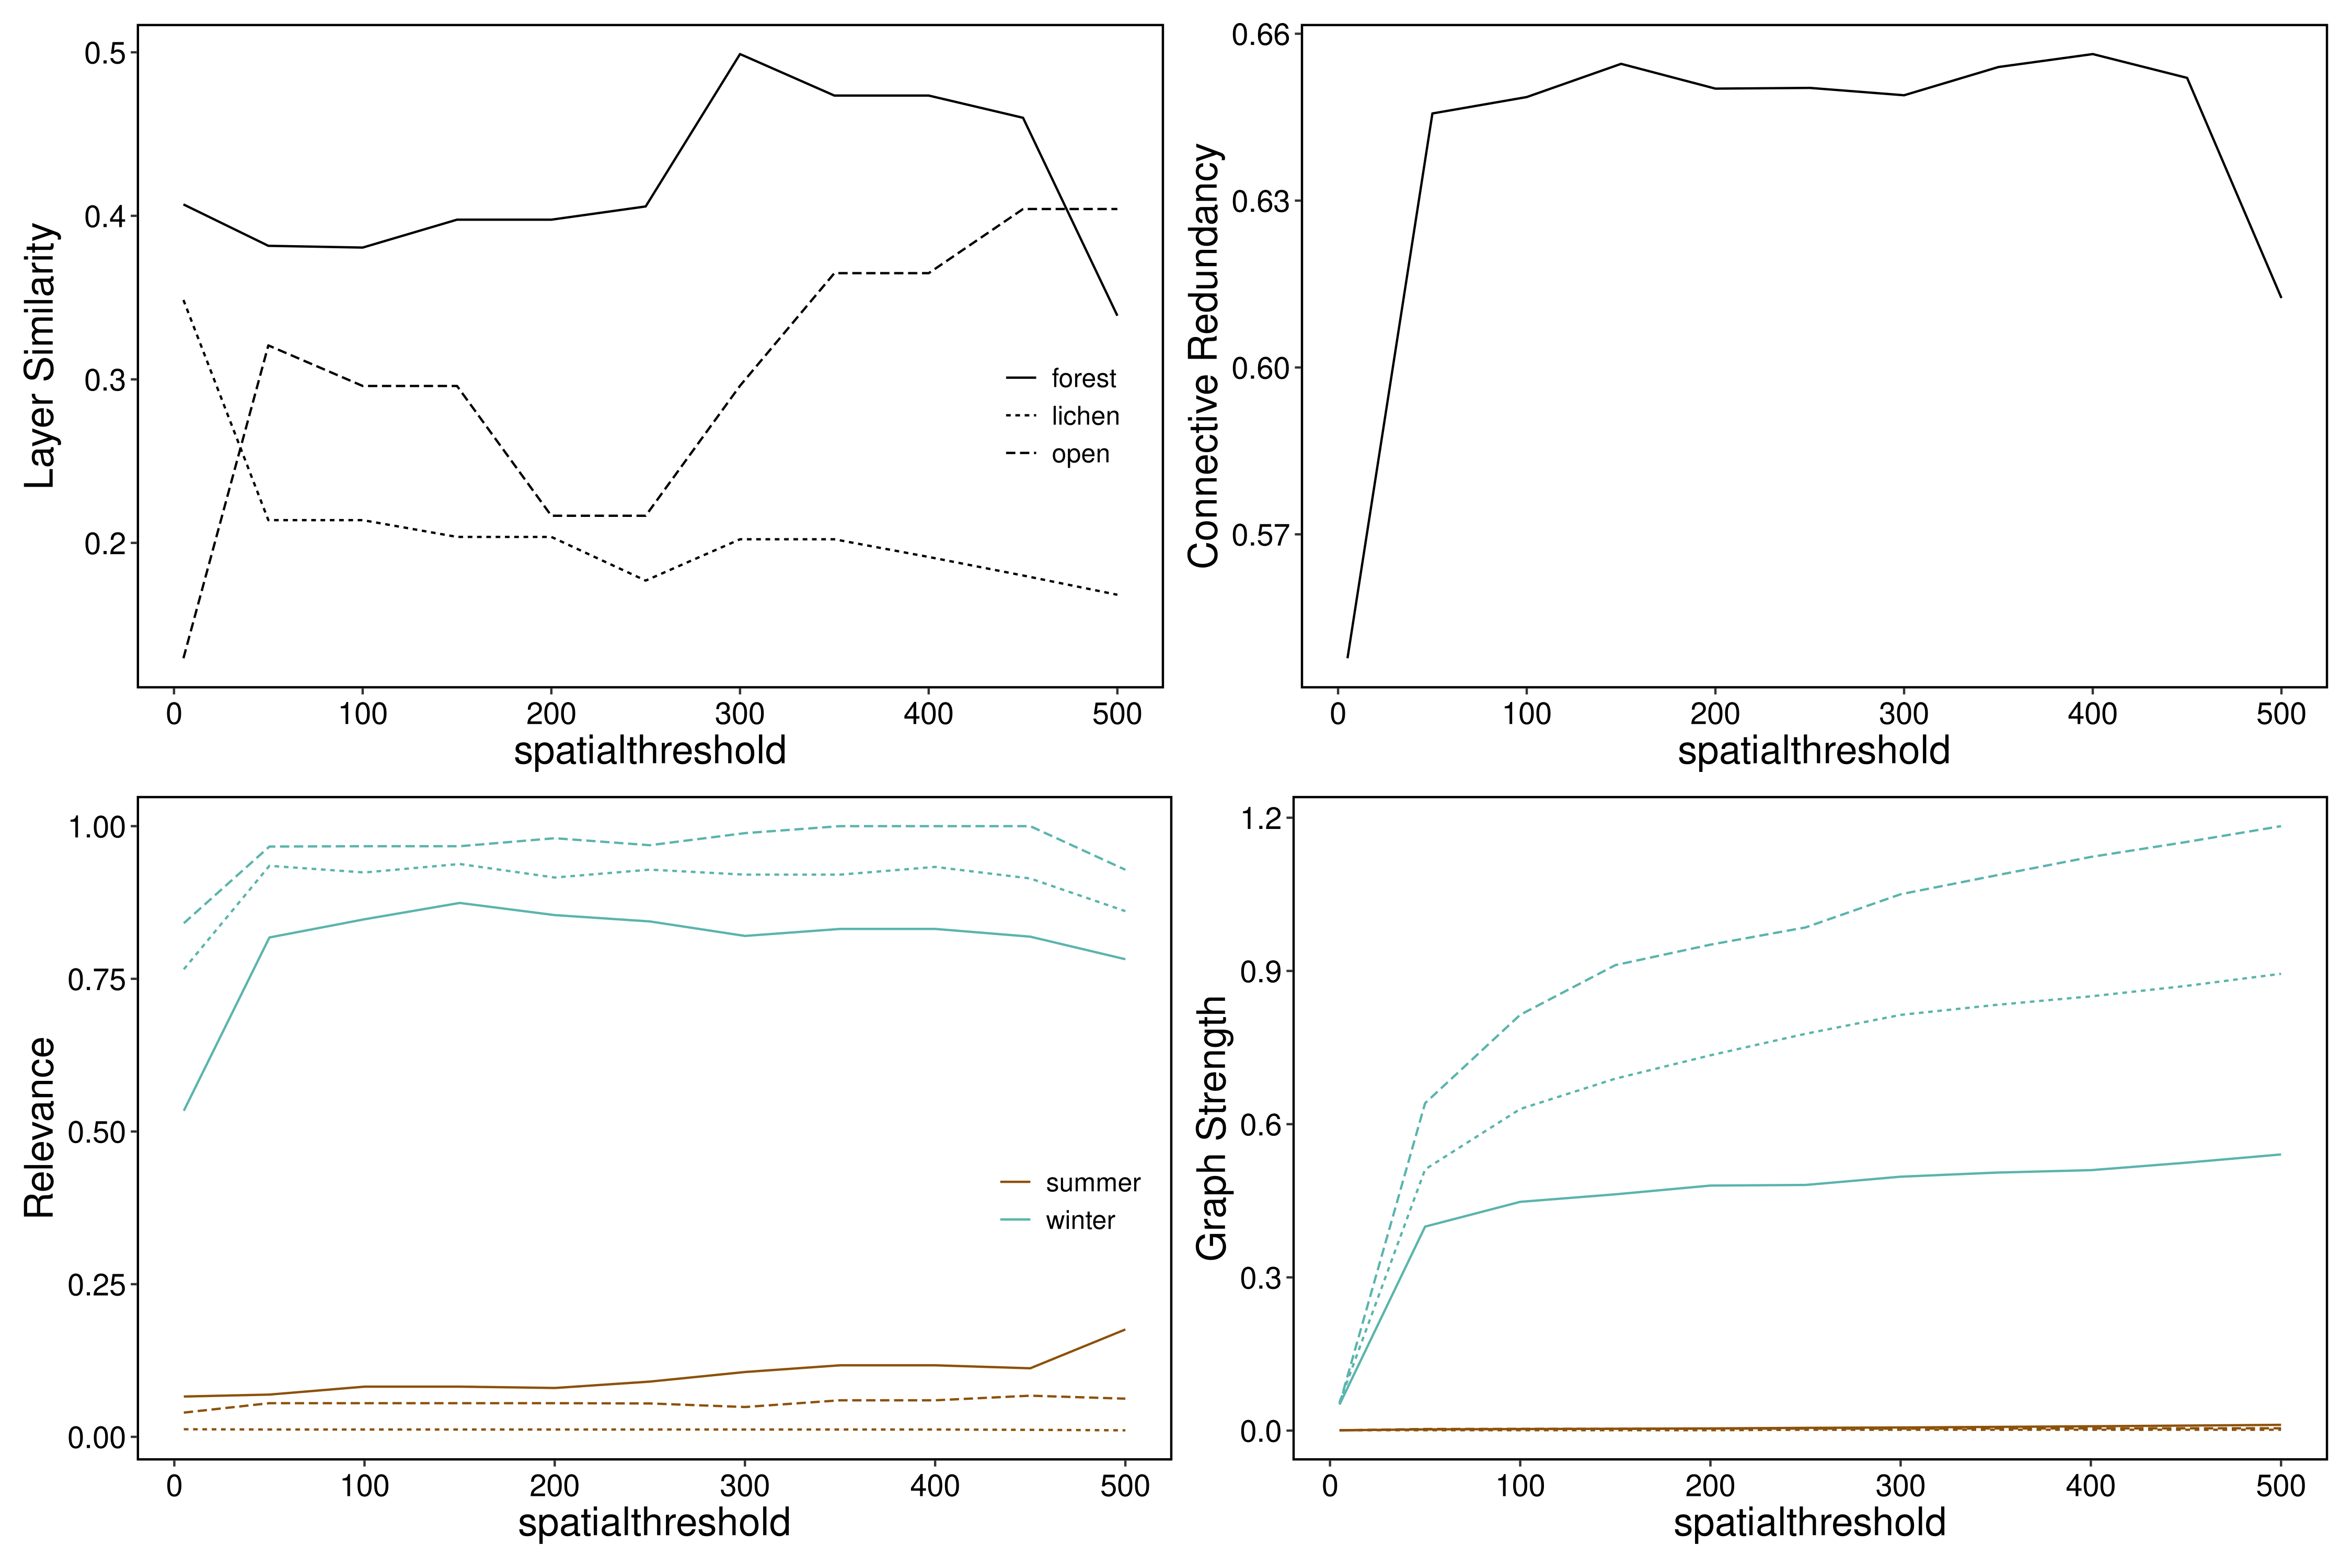 Layer Similarity
0.5
0.4
0.3
0.2
forest
lichen
open
0 100 200 300 400 500
spatialthreshold
Connective Redundancy
0.66
0.63
0.60
0.57
0 100 200 300 400 500
spatialthreshold
Relevance
1.00
0.75
0.50
0.25
0.00
summer
winter
0 100 200 300 400 500
spatialthreshold
Graph Strength
1.2
0.9
0.6
0.3
0.0
0 100 200 300 400 500
spatialthreshold